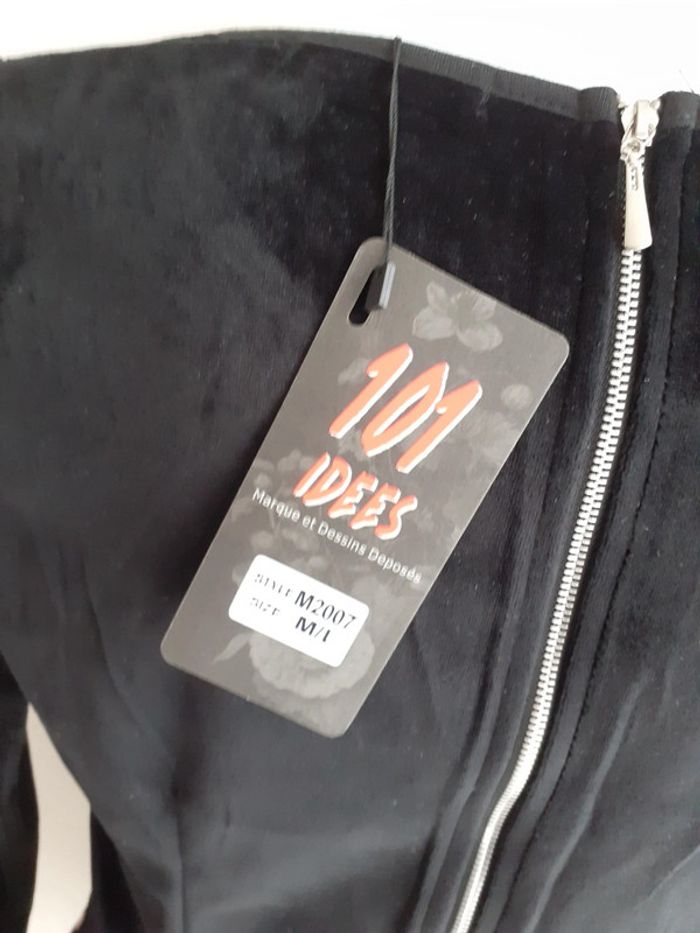 101
IDEES
Marque et Dessins Deposés
STYLE M2007
SIZE M/L